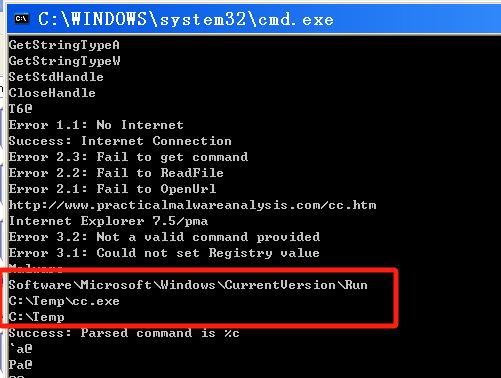 C:\WINDOWS\system32\cmd.exe
GetStringTypeA
GetStringTypeW
SetStdHandle
CloseHandle
T6@
Error 1.1: No Internet
Success: Internet Connection
Error 2.3: Fail to get command
Error 2.2: Fail to ReadFile
Error 2.1: Fail to OpenUrl
http://www.practicalmalwareanalysis.com/cc.htm
Internet Explorer 7.5/pma
Error 3.2: Not a valid command provided
Error 3.1: Could not set Registry value
Malware
Software\Microsoft\Windows\CurrentVersion\Run
C:\Temp\cc.exe
C:\Temp
Success: Parsed command is %c
`a@
Pa@